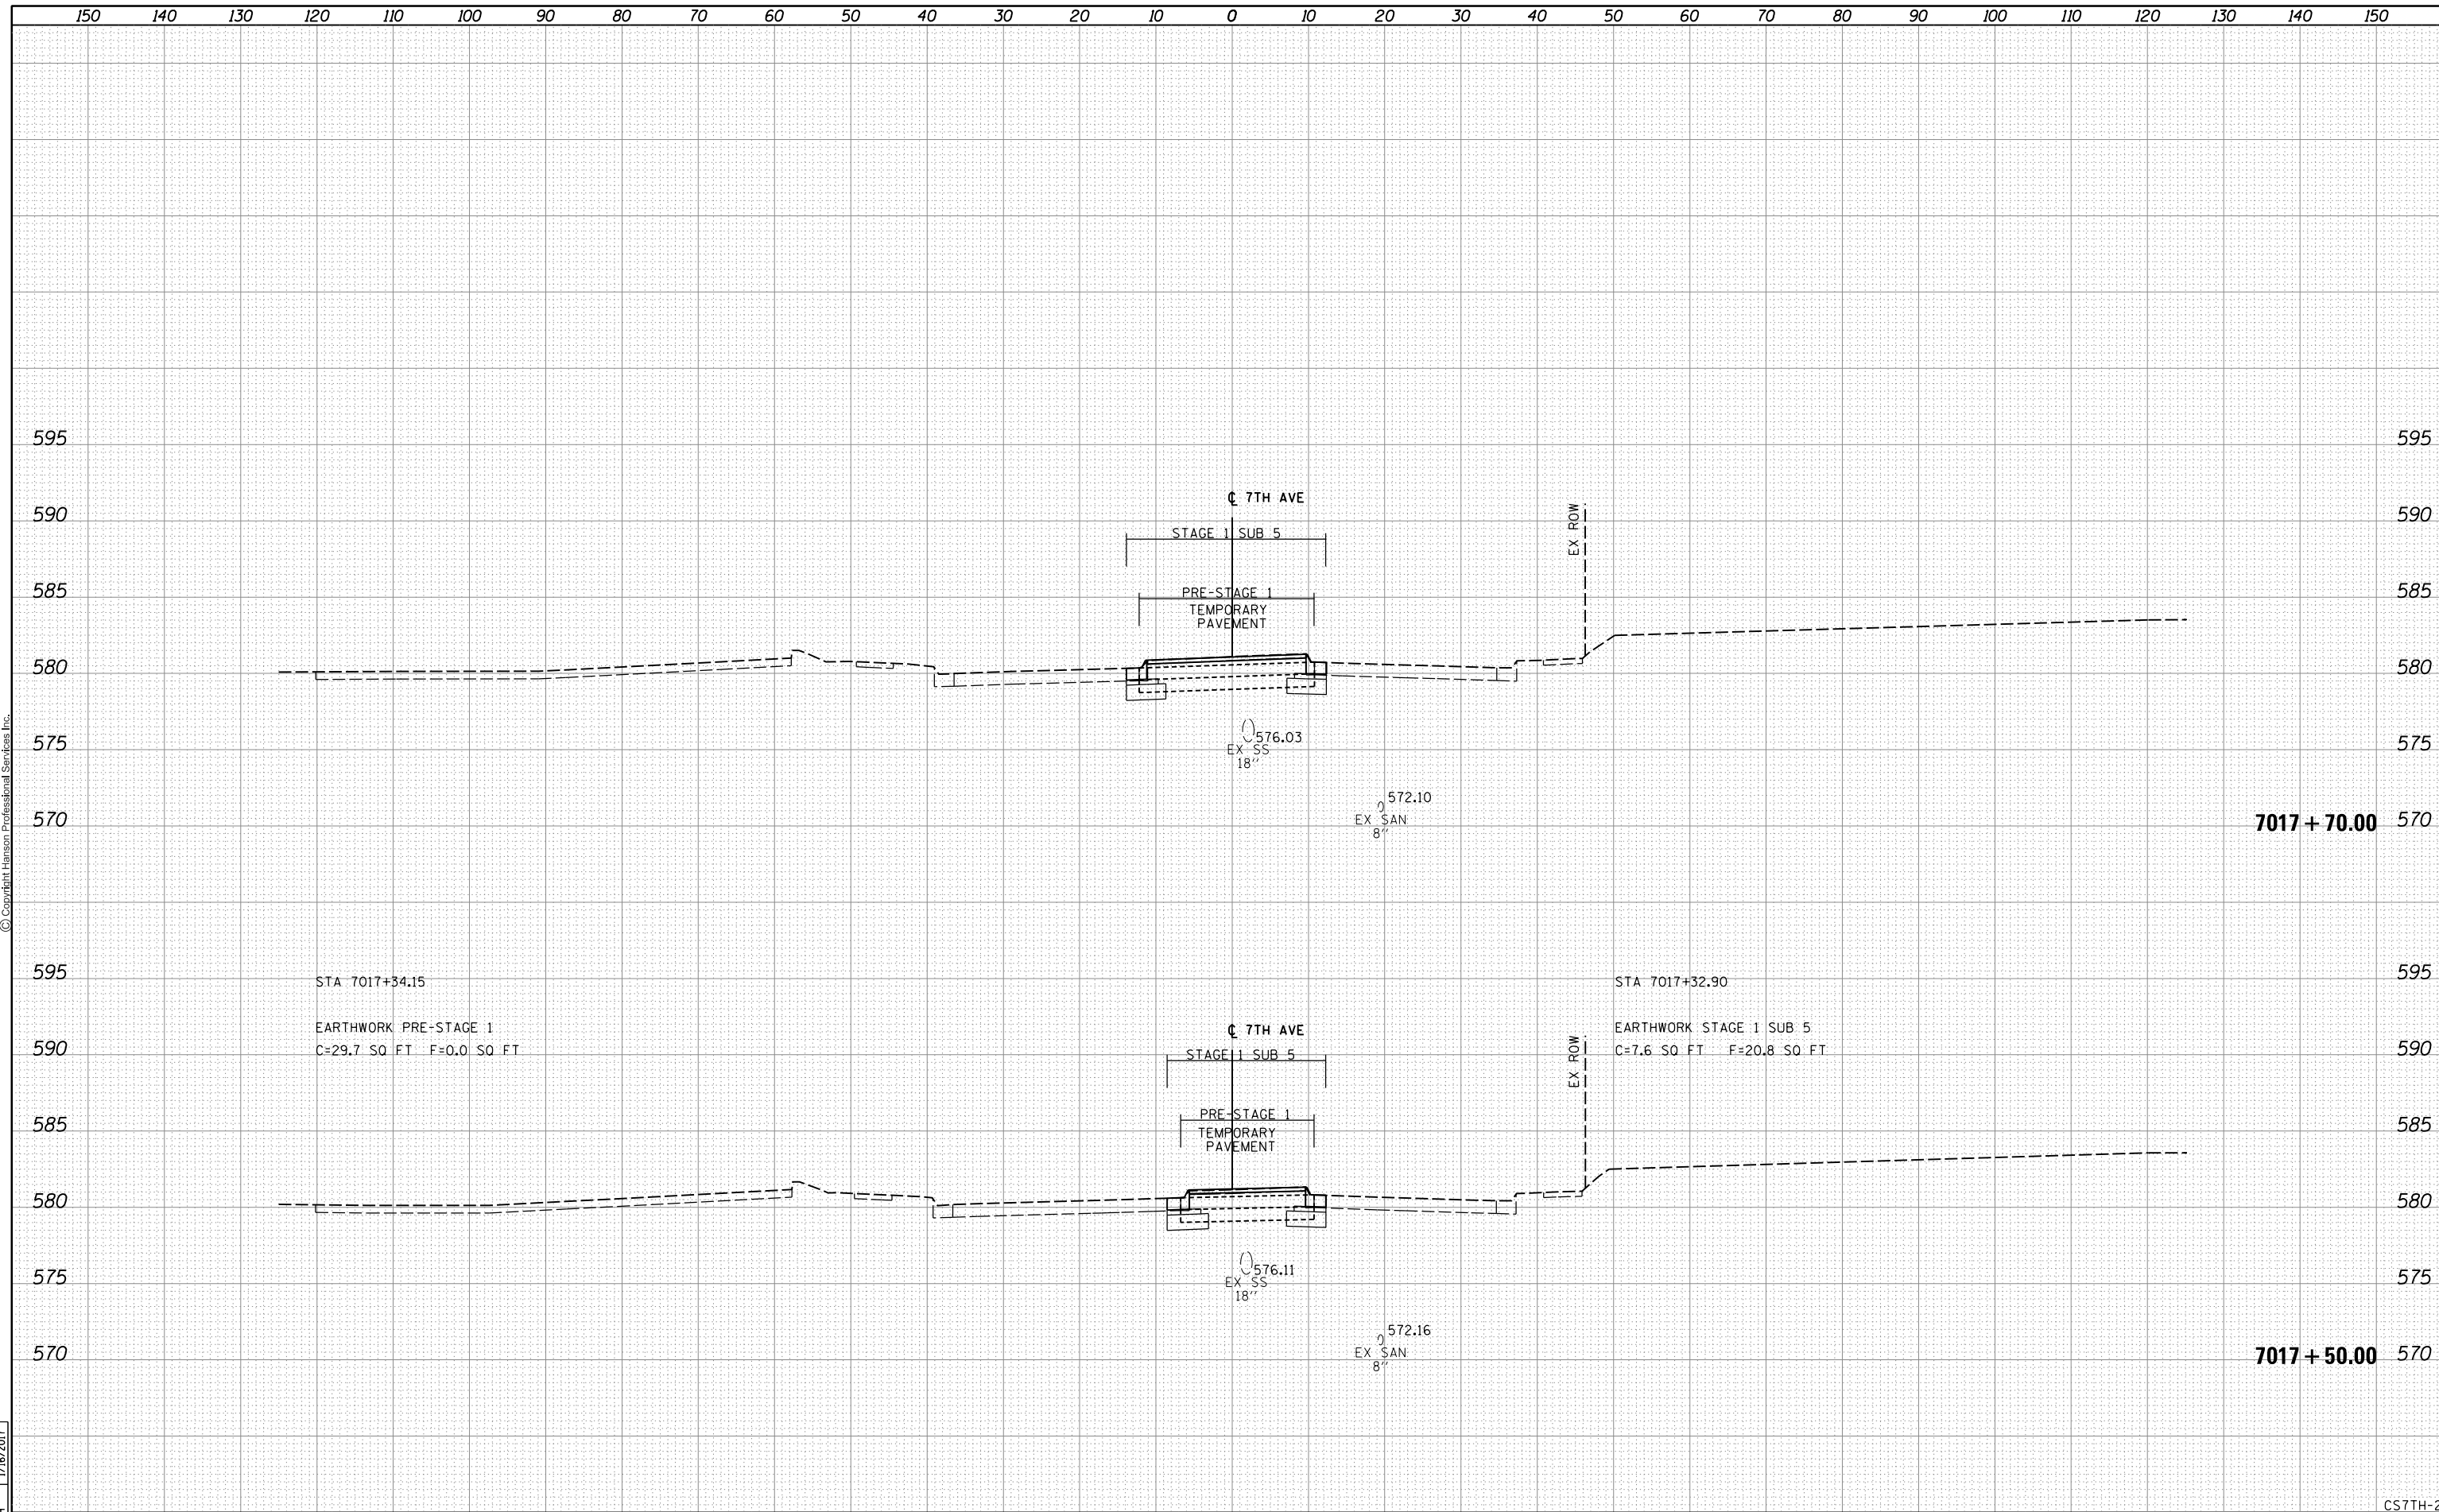 150 140 130 120 110 100 90 80 70 60 50 40 30 20 10 0 10 20 30 40 50 60 70 80 90 100 110 120 130 140 150
595 595
℄ 7TH AVE
590 590
EX ROW
STAGE 1 SUB 5
585 585
PRE-STAGE 1
TEMPORARY
PAVEMENT
580 580
576.03
575 575
EX SS
18''
572.10
570 7017+70.00 570
EX SAN
8''
© Copyright Hanson Professional Services Inc.
595 595
STA 7017+34.15 STA 7017+32.90
EARTHWORK PRE-STAGE 1 EARTHWORK STAGE 1 SUB 5
℄ 7TH AVE
590 C=29.7 SQ FT F=0.0 SQ FT C=7.6 SQ FT F=20.8 SQ FT 590
EX ROW
STAGE 1 SUB 5
585 585
PRE-STAGE 1
TEMPORARY
PAVEMENT
580 580
576.11
575 575
EX SS
18''
572.16
570 7017+50.00 570
EX SAN
8''
1/16/2017
CS7TH-2